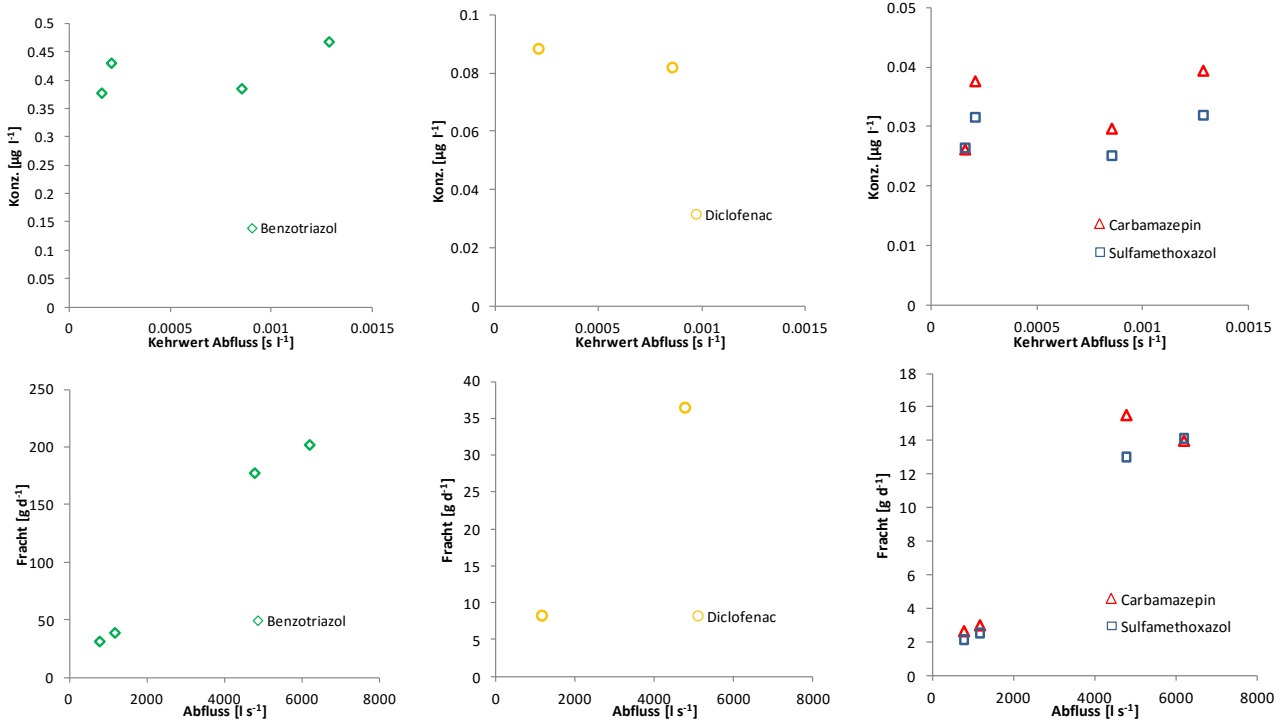 0.5
0.45
0.4
0.35
0.3
0.25
0.2
0.15
0.1
0.05
0
Konz. [µg l-1]
Benzotriazol
0 0.0005 0.001 0.0015
Kehrwert Abfluss [s l-1]
0.1
0.08
0.06
0.04
0.02
0
Konz. [µg l-1]
Diclofenac
0 0.0005 0.001 0.0015
Kehrwert Abfluss [s l-1]
0.05
0.04
0.03
0.02
0.01
0
Konz. [µg l-1]
Carbamazepin
Sulfamethoxazol
0 0.0005 0.001 0.0015
Kehrwert Abfluss [s l-1]
250
200
150
100
50
0
Fracht [g d-1]
Benzotriazol
0 2000 4000 6000 8000
Abfluss [l s-1]
40
35
30
25
20
15
10
5
0
Fracht [g d-1]
Diclofenac
0 2000 4000 6000 8000
Abfluss [l s-1]
18
16
14
12
10
8
6
4
2
0
Fracht [g d-1]
Carbamazepin
Sulfamethoxazol
0 2000 4000 6000 8000
Abfluss [l s-1]